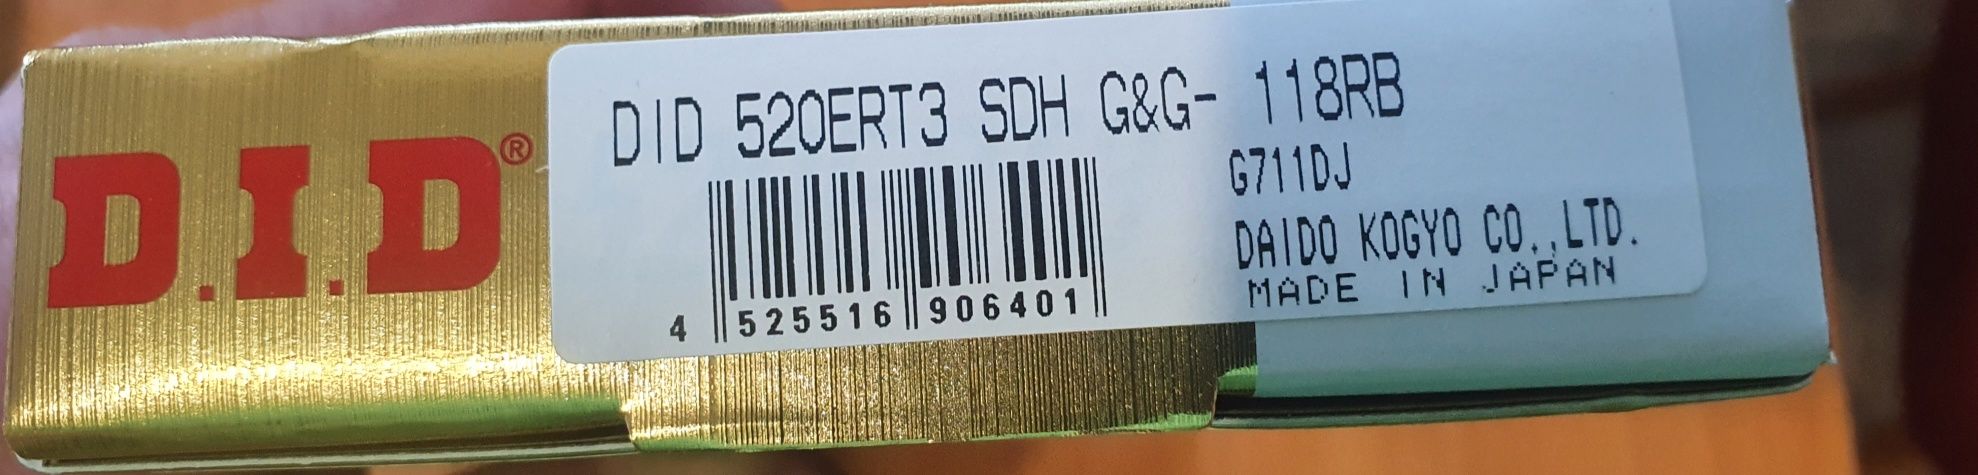 D.I.D®
DID 520ERT3 SDH G&G- 118RB
G711DJ
DAIDO KOGYO CO.,LTD.
MADE IN JAPAN
4 525516 906401